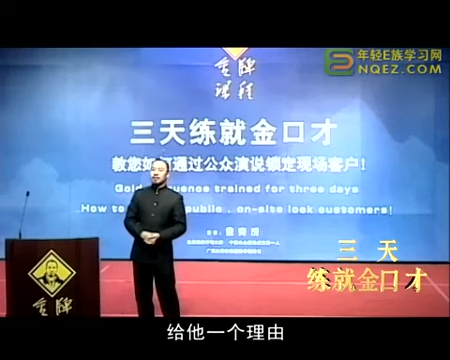 年轻E族学习网
NQEZ.COM
金牌
课程
三天练就金口才
教您如何通过公众演说锁定现场客户!
Gold
uence trained for three days
How to
public , on-site lock customers!
三 天
练就金口才
金牌
给他一个理由